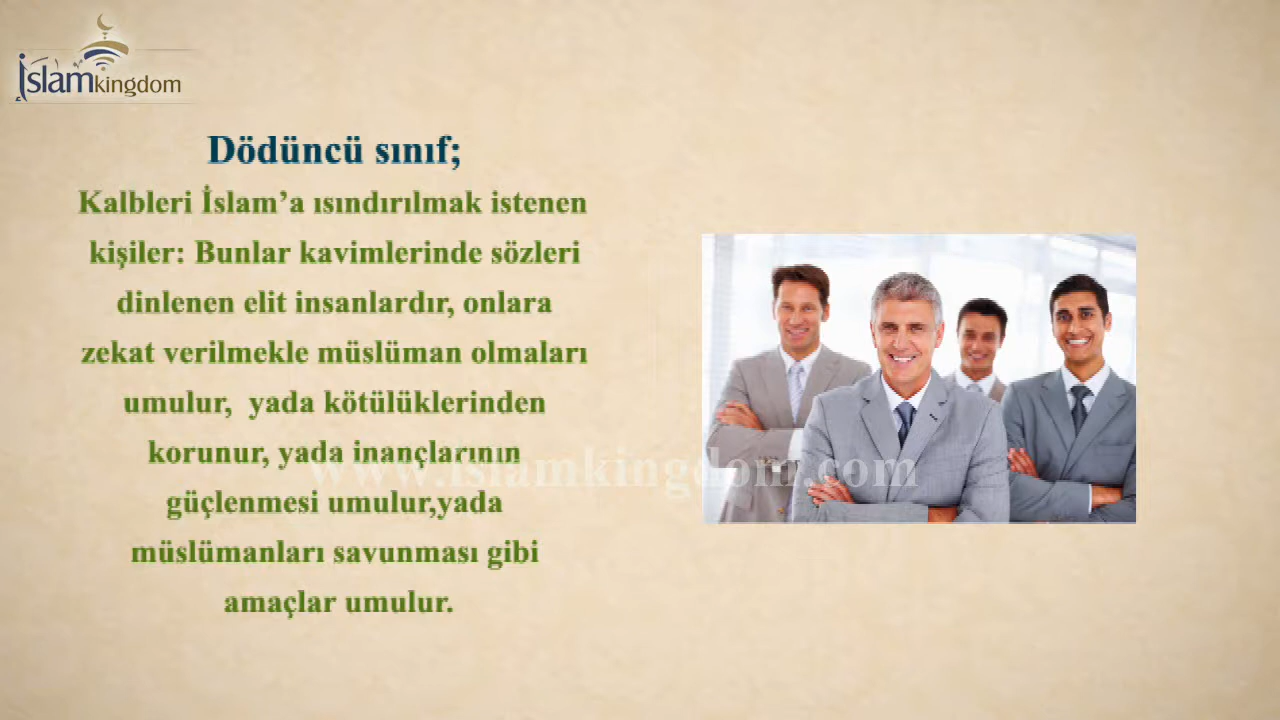 İslamkingdom
Dödüncü sınıf;
Kalbleri İslam’a ısındırılmak istenen
kişiler: Bunlar kavimlerinde sözleri
dinlenen elit insanlardır, onlara
zekat verilmekle müslüman olmaları
umulur,  yada kötülüklerinden
korunur, yada inançlarının
www.islamkingdom.com
güçlenmesi umulur,yada
müslümanları savunması gibi
amaçlar umulur.